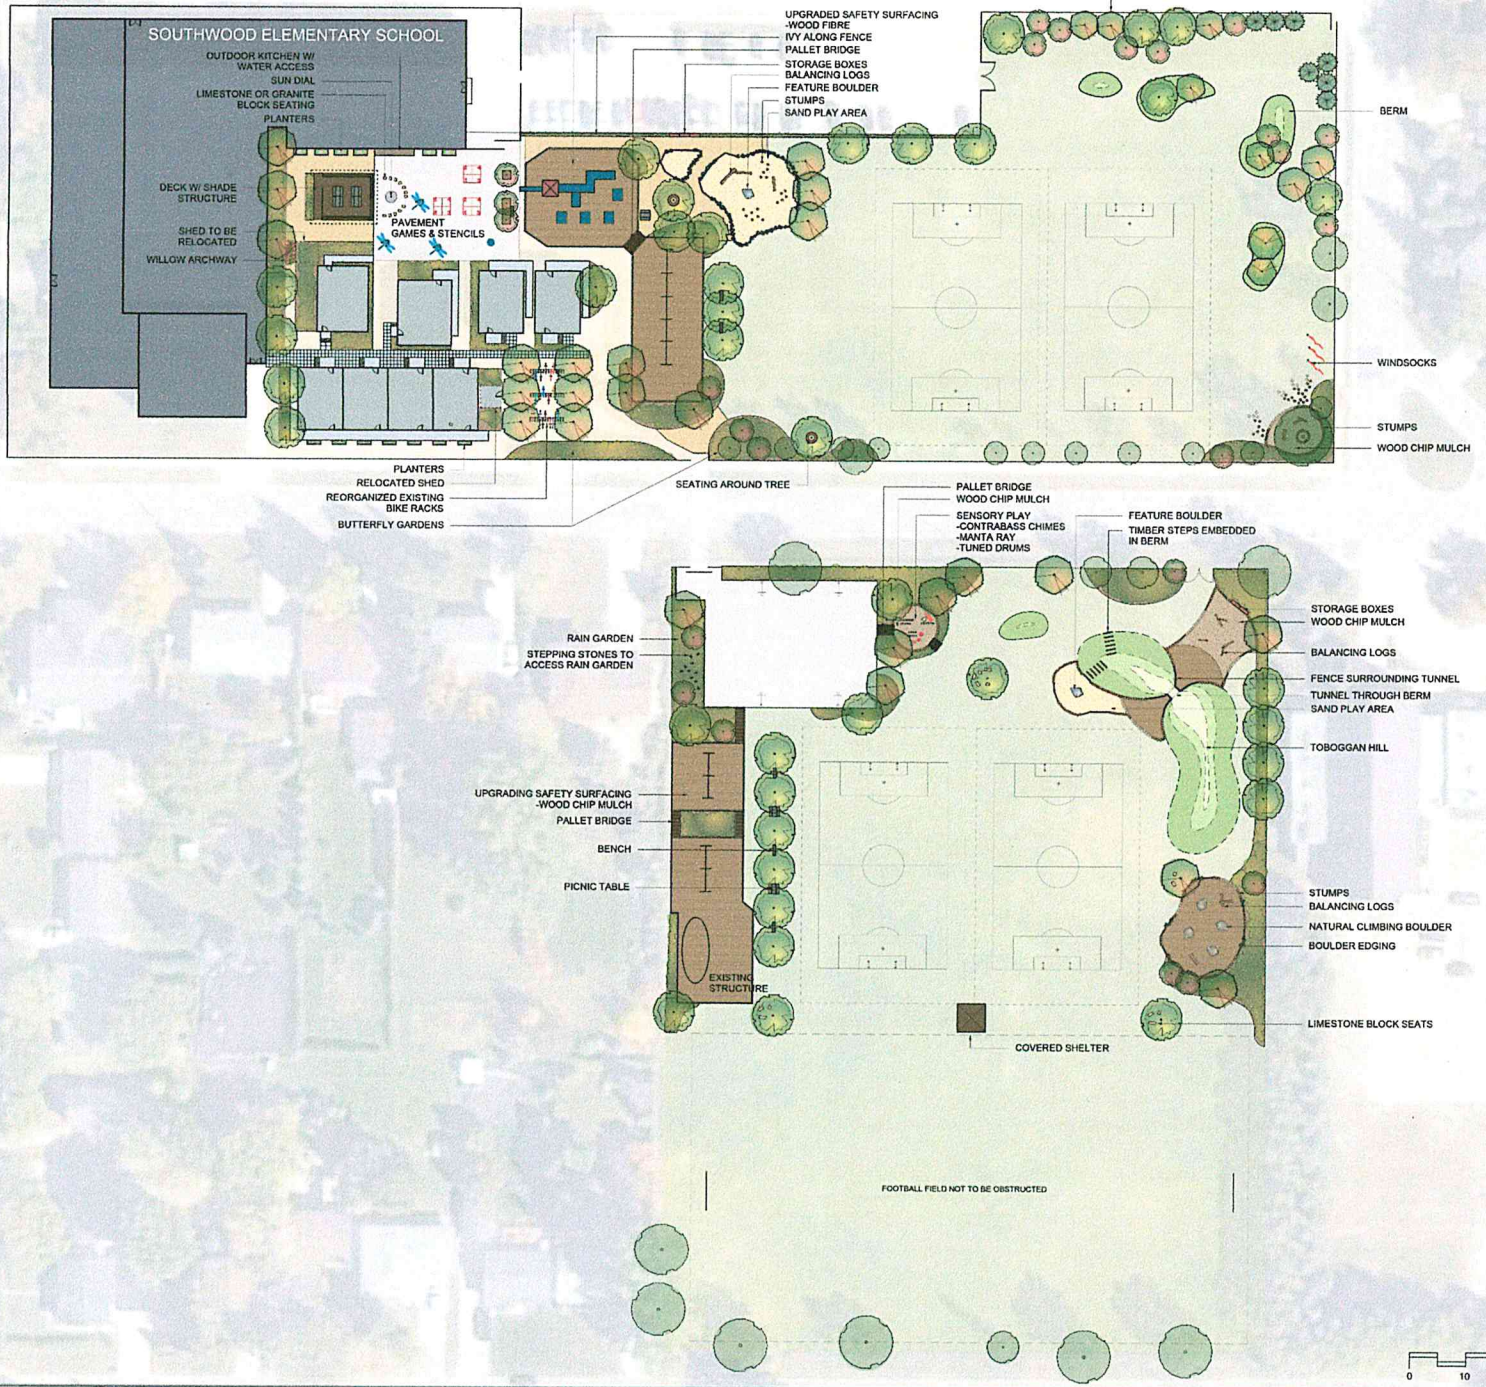 SOUTHWOOD ELEMENTARY SCHOOL
OUTDOOR KITCHEN W/
WATER ACCESS
SUN DIAL
LIMESTONE OR GRANITE
BLOCK SEATING
PLANTERS
DECK W/ SHADE
STRUCTURE
SHED TO BE
RELOCATED
WILLOW ARCHWAY
PAVEMENT
GAMES & STENCILS
UPGRADED SAFETY SURFACING
-WOOD FIBRE
IVY ALONG FENCE
PALLET BRIDGE
STORAGE BOXES
BALANCING LOGS
FEATURE BOULDER
STUMPS
SAND PLAY AREA
BERM
WINDSOCKS
STUMPS
WOOD CHIP MULCH
PLANTERS
RELOCATED SHED
REORGANIZED EXISTING
BIKE RACKS
BUTTERFLY GARDENS
SEATING AROUND TREE
PALLET BRIDGE
WOOD CHIP MULCH
SENSORY PLAY
-CONTRABASS CHIMES
-MANTA RAY
-TUNED DRUMS
FEATURE BOULDER
TIMBER STEPS EMBEDDED
IN BERM
RAIN GARDEN
STEPPING STONES TO
ACCESS RAIN GARDEN
STORAGE BOXES
WOOD CHIP MULCH
BALANCING LOGS
FENCE SURROUNDING TUNNEL
TUNNEL THROUGH BERM
SAND PLAY AREA
TOBOGGAN HILL
UPGRADING SAFETY SURFACING
-WOOD CHIP MULCH
PALLET BRIDGE
BENCH
PICNIC TABLE
EXISTING
STRUCTURE
STUMPS
BALANCING LOGS
NATURAL CLIMBING BOULDER
BOULDER EDGING
LIMESTONE BLOCK SEATS
COVERED SHELTER
FOOTBALL FIELD NOT TO BE OBSTRUCTED
0 10